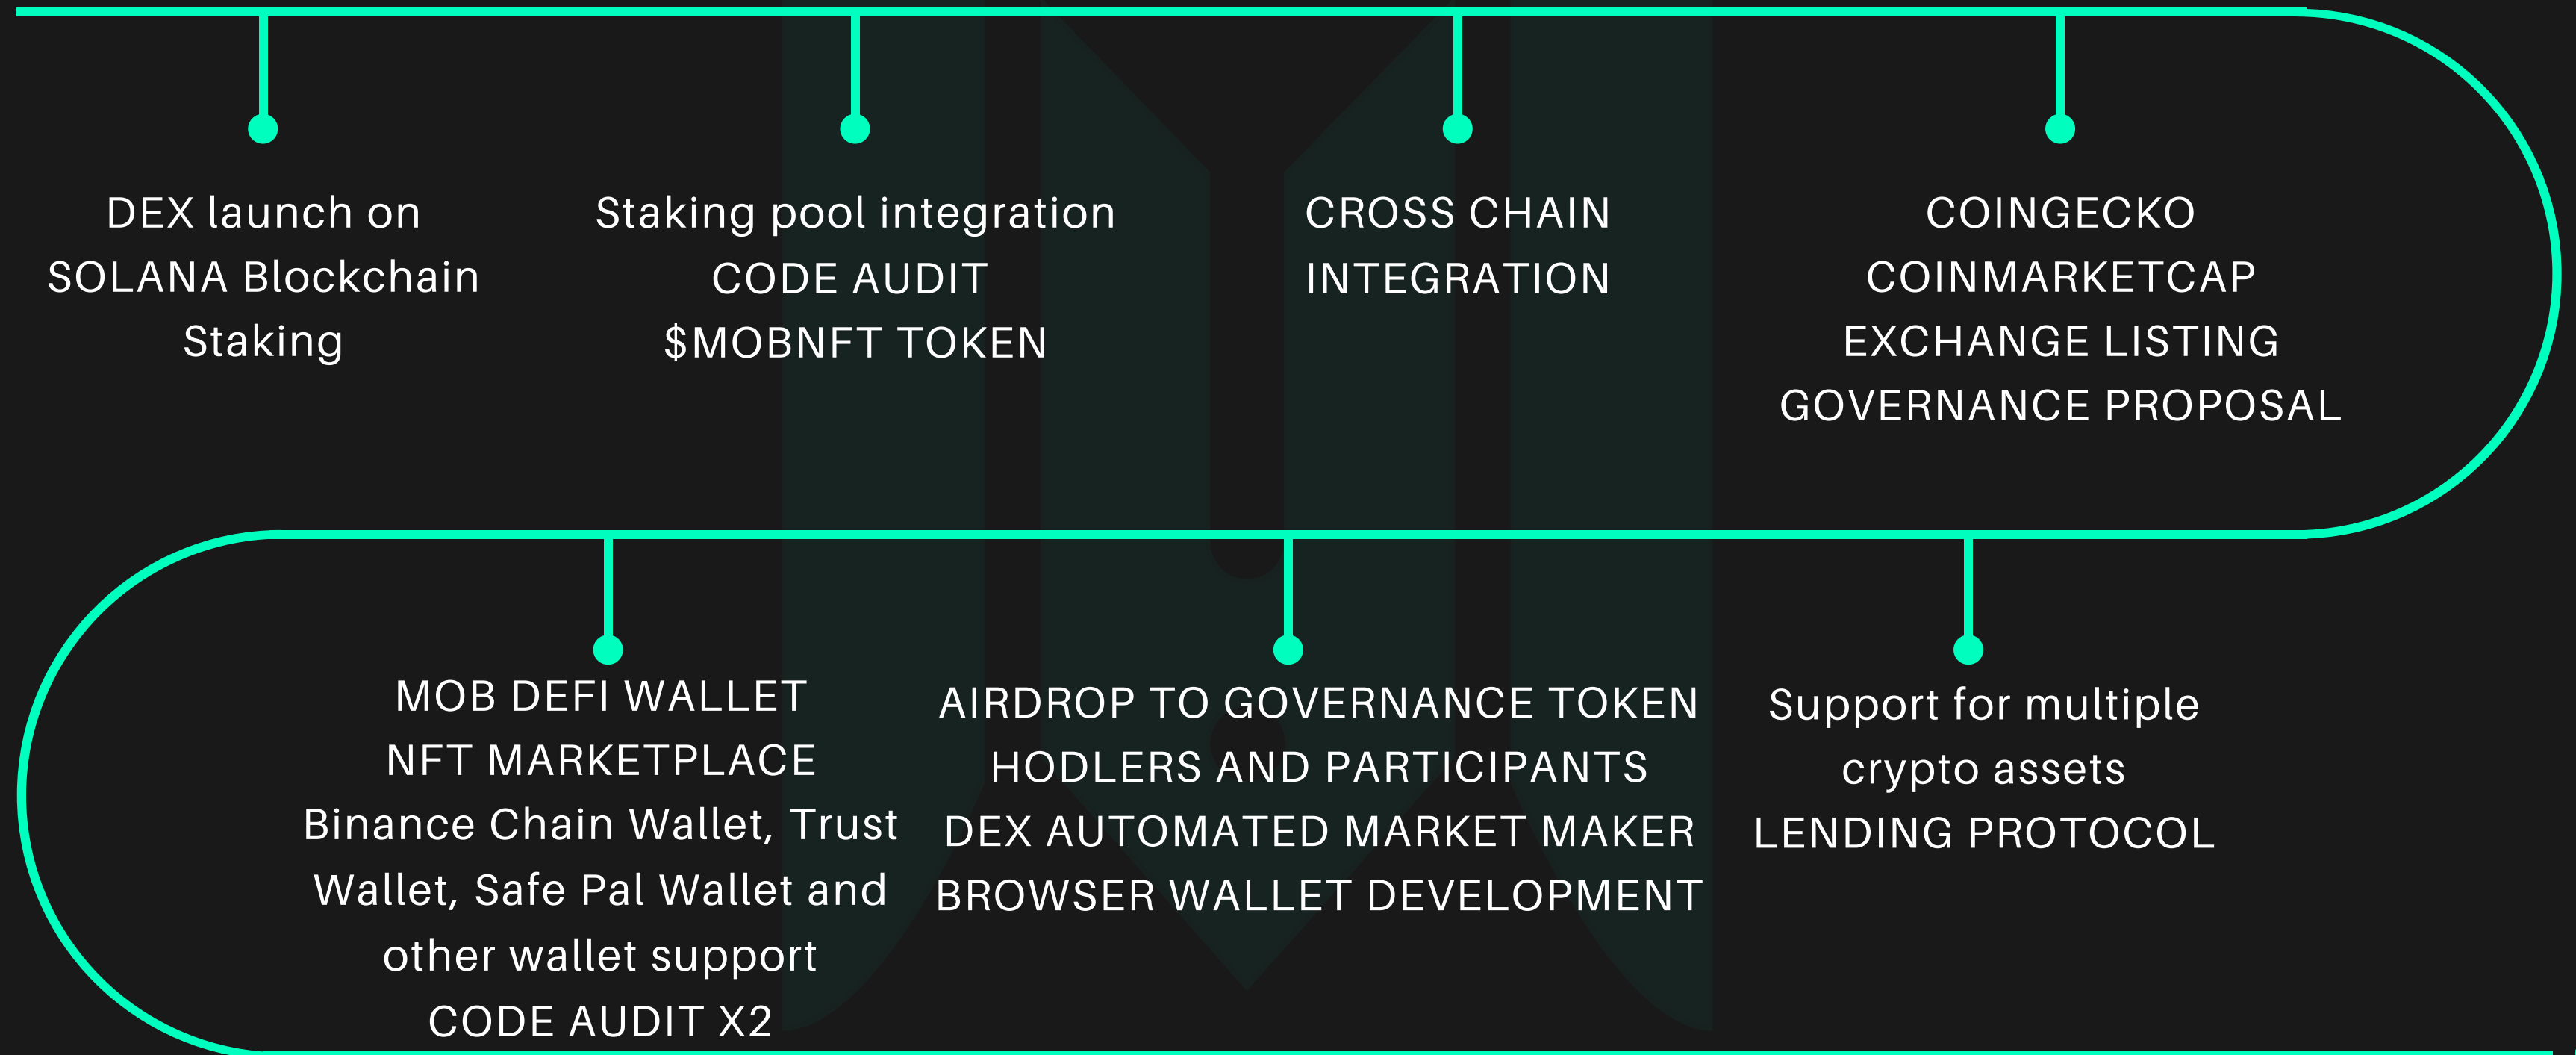 DEX launch on
SOLANA Blockchain
Staking
Staking pool integration
CODE AUDIT
$MOBNFT TOKEN
CROSS CHAIN
INTEGRATION
COINGECKO
COINMARKETCAP
EXCHANGE LISTING
GOVERNANCE PROPOSAL
MOB DEFI WALLET
NFT MARKETPLACE
Binance Chain Wallet, Trust
Wallet, Safe Pal Wallet and
other wallet support
CODE AUDIT X2
AIRDROP TO GOVERNANCE TOKEN
HODLERS AND PARTICIPANTS
DEX AUTOMATED MARKET MAKER
BROWSER WALLET DEVELOPMENT
Support for multiple
crypto assets
LENDING PROTOCOL